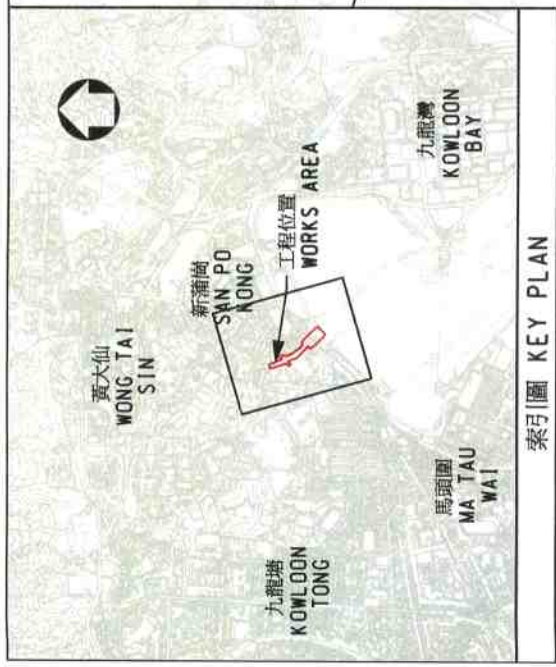 黃大仙
WONG TAI
SIN
新蒲崗
SAN PO
KONG
工程位置
WORKS AREA
九龍塘
KOWLOON
TONG
九龍灣
KOWLOON
BAY
馬頭圍
MA TAU
WAI
索引圖 KEY PLAN